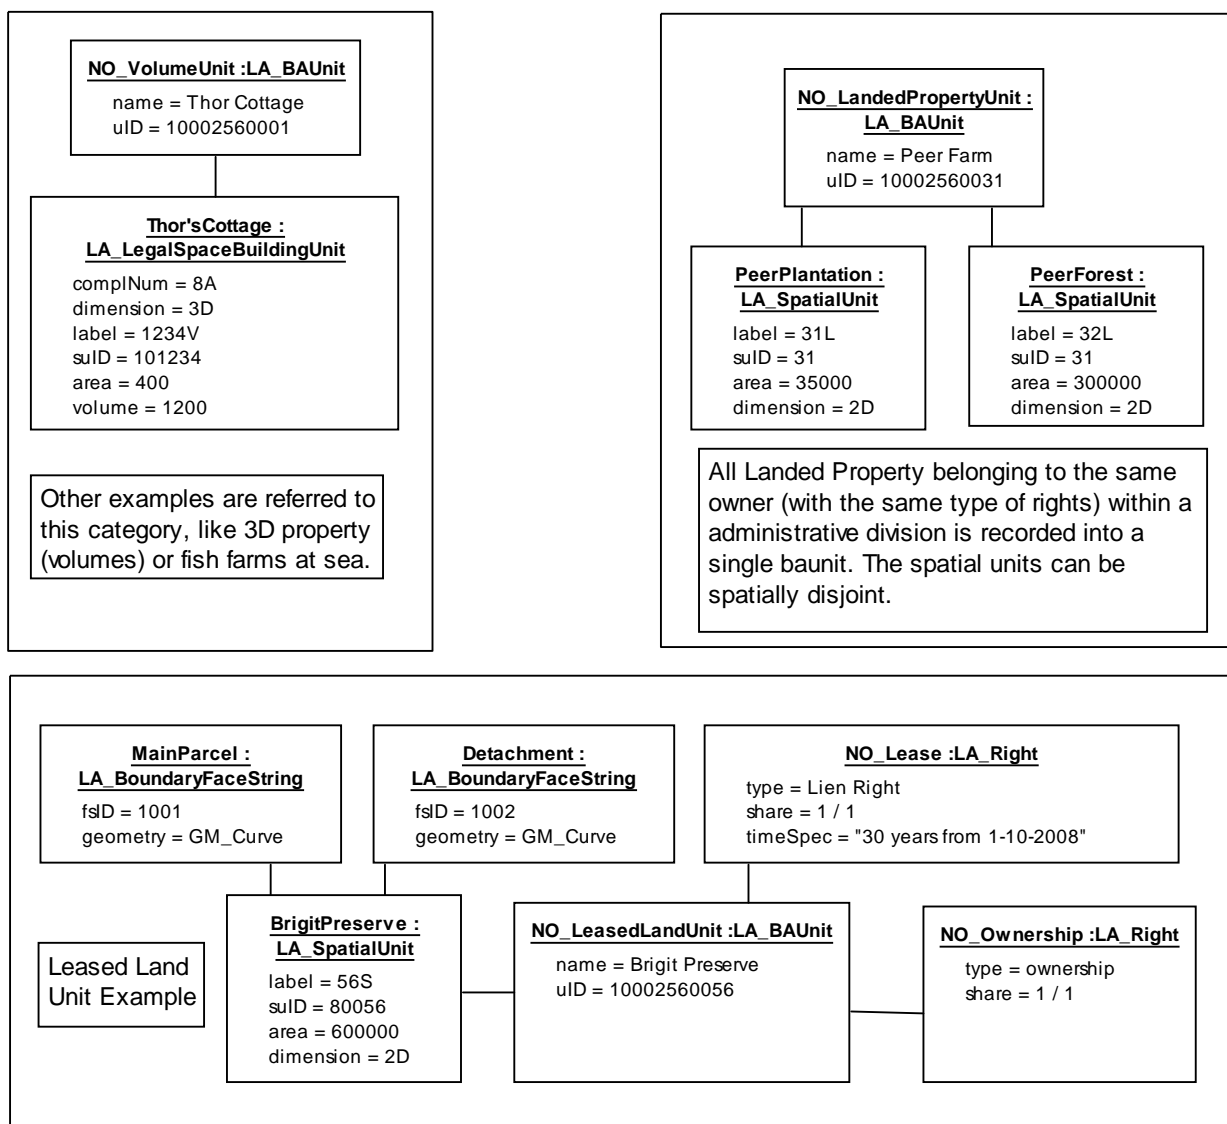 NO_VolumeUnit :LA_BAUnit
name = Thor Cottage
uID = 10002560001
Thor'sCottage :
LA_LegalSpaceBuildingUnit
complNum = 8A
dimension = 3D
label = 1234V
suID = 101234
area = 400
volume = 1200
Other examples are referred to
this category, like 3D property
(volumes) or fish farms at sea.
NO_LandedPropertyUnit :
LA_BAUnit
name = Peer Farm
uID = 10002560031
PeerPlantation :
LA_SpatialUnit
label = 31L
suID = 31
area = 35000
dimension = 2D
PeerForest :
LA_SpatialUnit
label = 32L
suID = 31
area = 300000
dimension = 2D
All Landed Property belonging to the same
owner (with the same type of rights) within a
administrative division is recorded into a
single baunit. The spatial units can be
spatially disjoint.
MainParcel :
LA_BoundaryFaceString
fsID = 1001
geometry = GM_Curve
Detachment :
LA_BoundaryFaceString
fsID = 1002
geometry = GM_Curve
NO_Lease :LA_Right
type = Lien Right
share = 1 / 1
timeSpec = "30 years from 1-10-2008"
Leased Land
Unit Example
BrigitPreserve :
LA_SpatialUnit
label = 56S
suID = 80056
area = 600000
dimension = 2D
NO_LeasedLandUnit :LA_BAUnit
name = Brigit Preserve
uID = 10002560056
NO_Ownership :LA_Right
type = ownership
share = 1 / 1